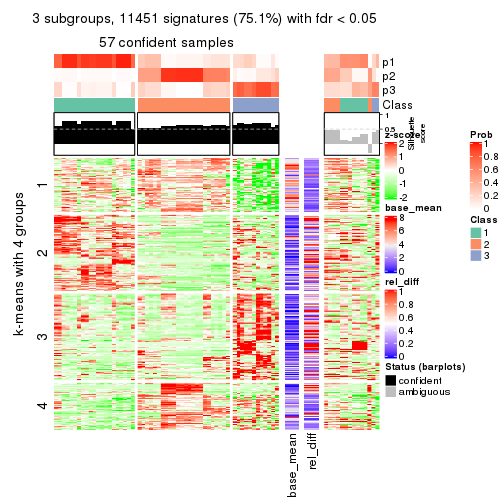 3 subgroups, 11451 signatures (75.1%) with fdr < 0.05
57 confident samples
p1
p2
p3
Class
1
0.5
0
Silhouette
score
k-means with 4 groups
1
2
3
4
base_mean
rel_diff
z-score
2
1
0
-1
-2
base_mean
8
6
4
2
0
rel_diff
1
0.8
0.6
0.4
0.2
0
Status (barplots)
confident
ambiguous
Prob
1
0.8
0.6
0.4
0.2
0
Class
1
2
3